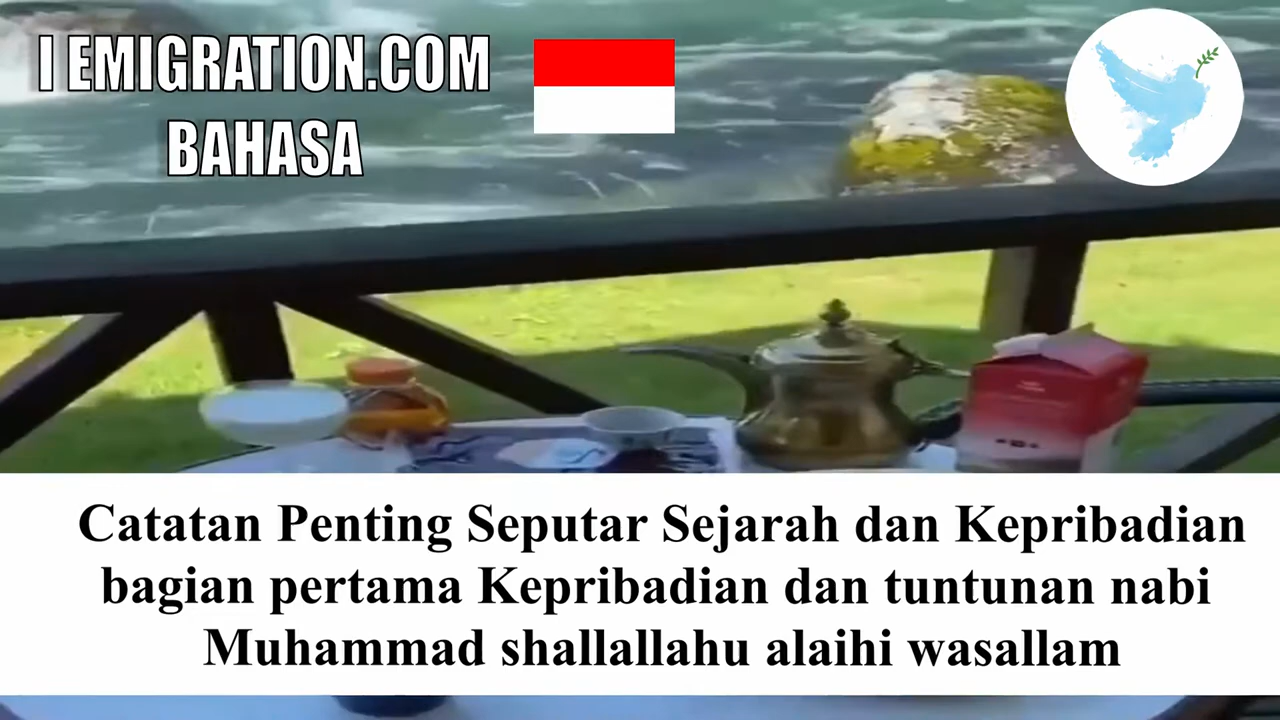 I EMIGRATION.COM
BAHASA
Catatan Penting Seputar Sejarah dan Kepribadian
bagian pertama Kepribadian dan tuntunan nabi
Muhammad shallallahu alaihi wasallam